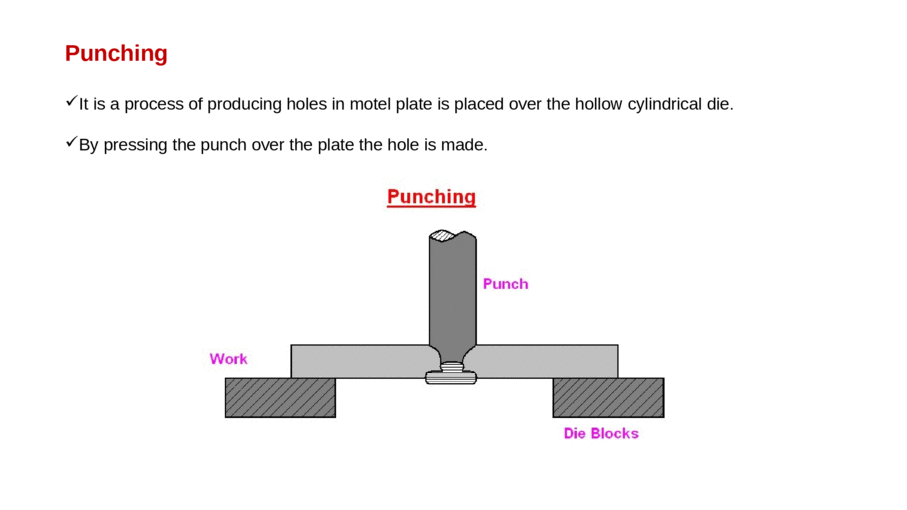 Punching
✓It is a process of producing holes in motel plate is placed over the hollow cylindrical die.
✓By pressing the punch over the plate the hole is made.
Punching
Punch
Work
Die Blocks